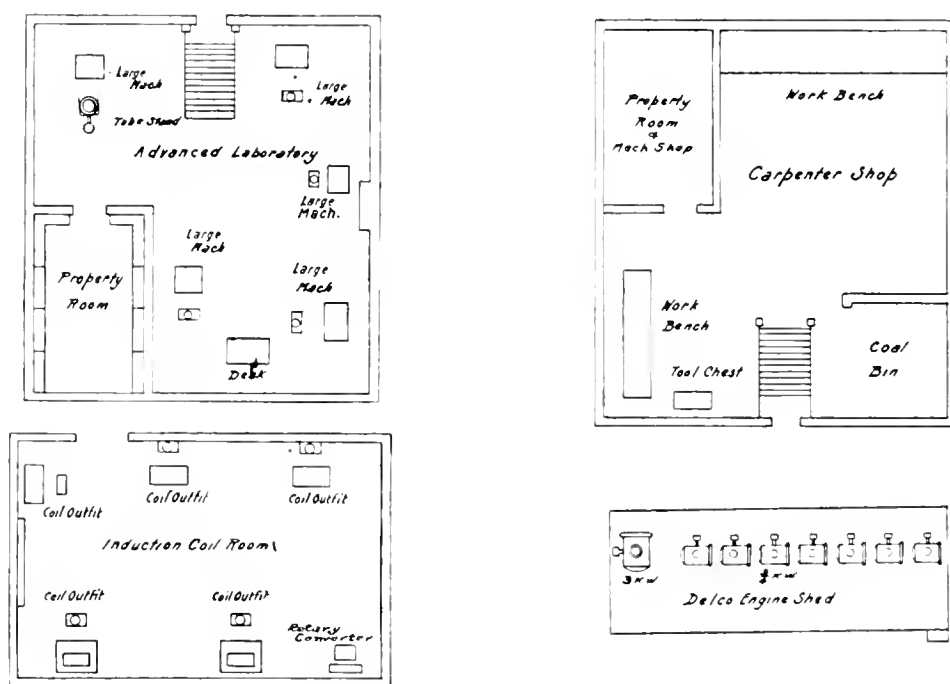 Large
Mach
Tube Stand
Large
Mach
Advanced Laboratory
Large
Mach.
Large
Mach
Property
Room
Large
Mach
Desk
Property
Room
&
Mach Shop
Work Bench
Carpenter Shop
Work
Bench
Tool Chest
Coal
Bin
Coil Outfit
Coil Outfit
Coil Outfit
Induction Coil Room
Coil Outfit
Coil Outfit
Rotary
Converter
3 KW
KW
Delco Engine Shed